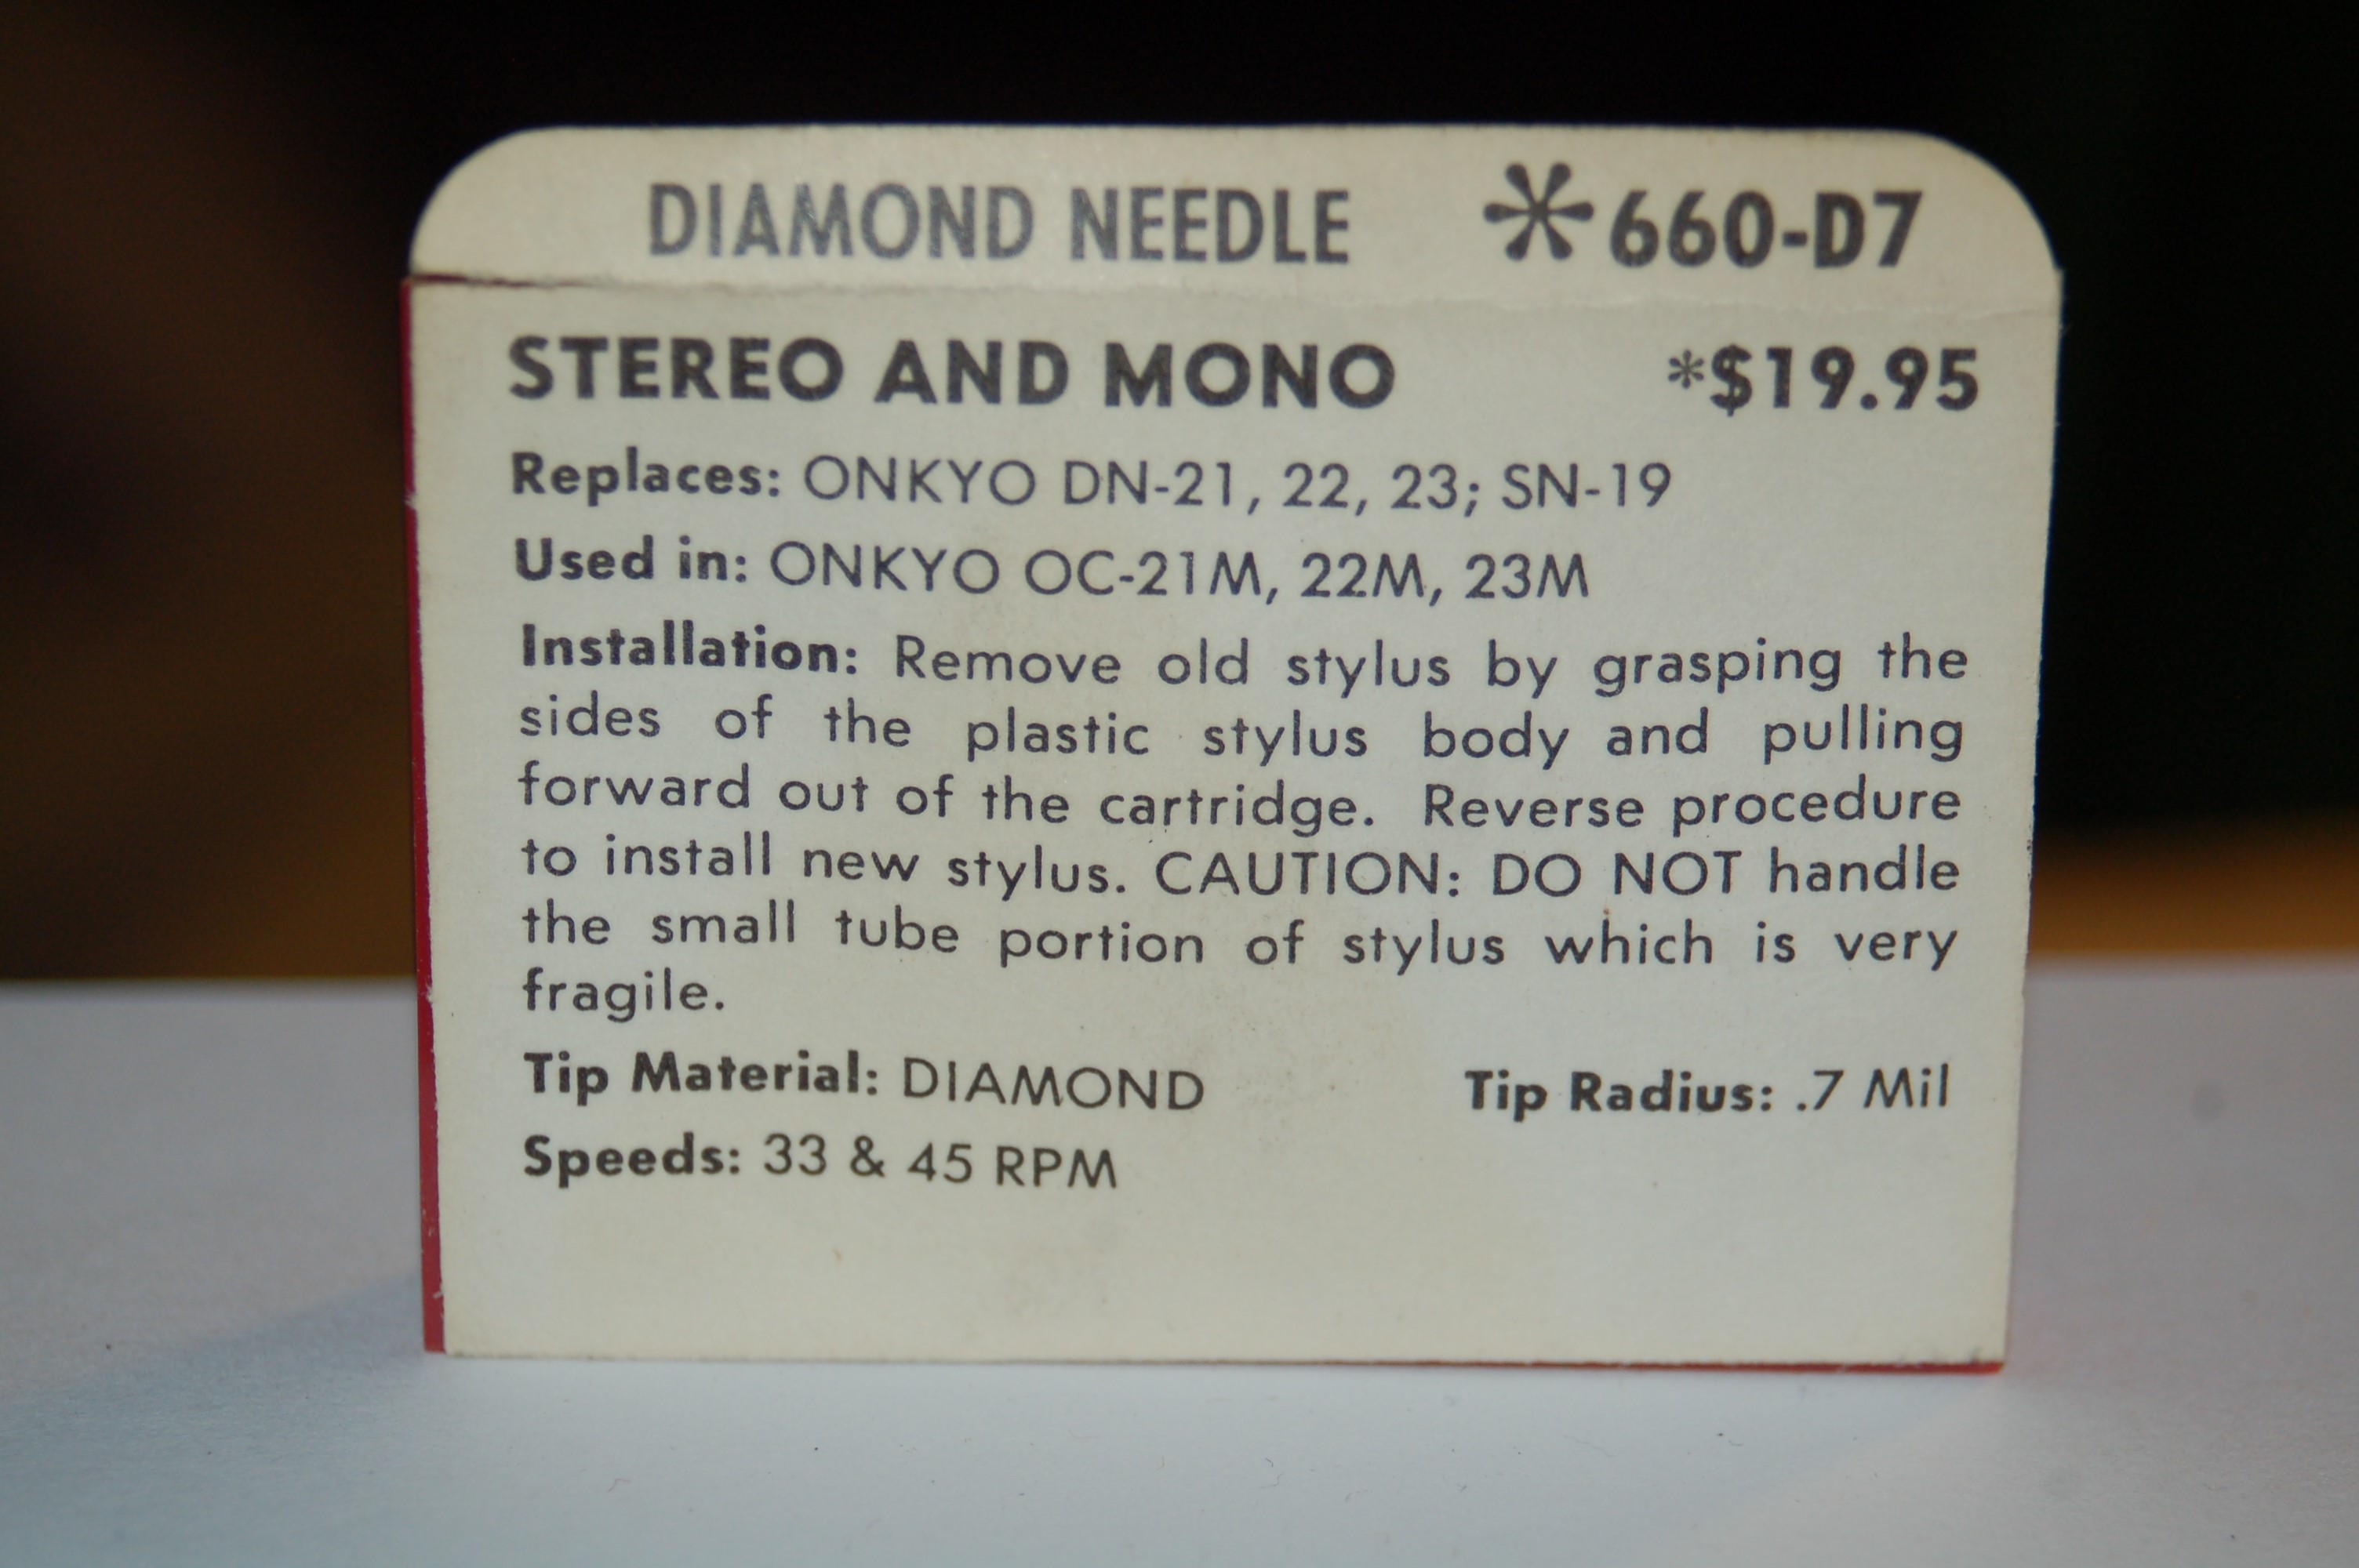 DIAMOND NEEDLE *660-D7
STEREO AND MONO *$19.95
Replaces: ONKYO DN-21, 22, 23; SN-19
Used in: ONKYO OC-21M, 22M, 23M
Installation: Remove old stylus by grasping the
sides of the plastic stylus body and pulling
forward out of the cartridge. Reverse procedure
to install new stylus. CAUTION: DO NOT handle
the small tube portion of stylus which is very
fragile.
Tip Material: DIAMOND Tip Radius: .7 Mil
Speeds: 33 & 45 RPM